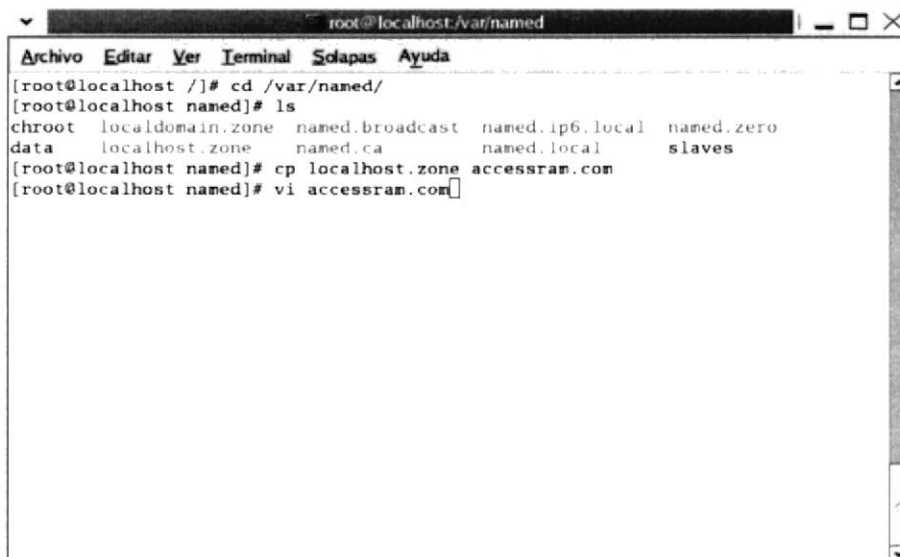 root@localhost:/var/named
Archivo Editar Ver Terminal Solapas Ayuda
[root@localhost /]# cd /var/named/
[root@localhost named]# ls
chroot localdomain.zone named.broadcast named.ip6.local named.zero
data localhost.zone named.ca named.local slaves
[root@localhost named]# cp localhost.zone accessram.com
[root@localhost named]# vi accessram.com